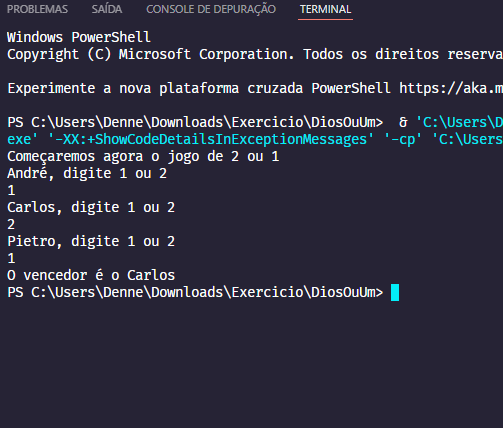 PROBLEMAS SAÍDA CONSOLE DE DEPURAÇÃO TERMINAL
Windows PowerShell
Copyright (C) Microsoft Corporation. Todos os direitos reserva
Experimente a nova plataforma cruzada PowerShell https://aka.m
PS C:\Users\Denne\Downloads\Exercicio\DiosOuUm> & 'C:\Users\D
exe' '-XX:+ShowCodeDetailsInExceptionMessages' '-cp' 'C:\Users
Começaremos agora o jogo de 2 ou 1
André, digite 1 ou 2
1
Carlos, digite 1 ou 2
2
Pietro, digite 1 ou 2
1
O vencedor é o Carlos
PS C:\Users\Denne\Downloads\Exercicio\DiosOuUm>